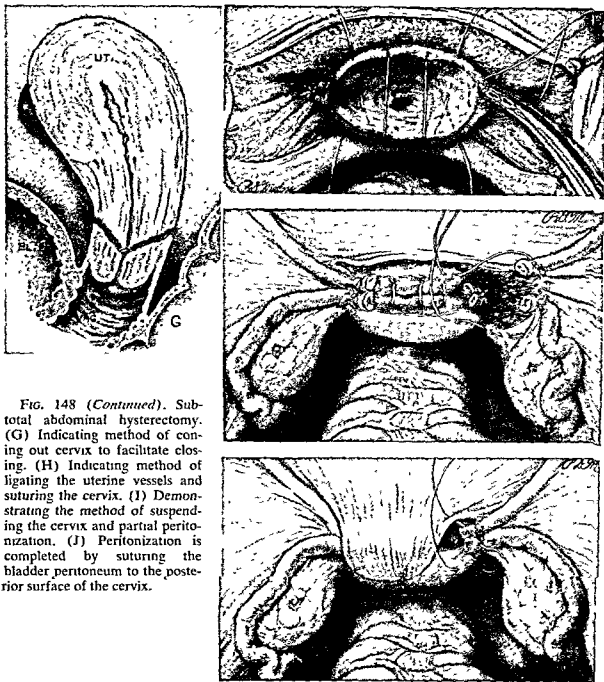 UT.
BL.
G
FIG. 148 (Continued). Sub-
total abdominal hysterectomy.
(G) Indicating method of con-
ing out cervix to facilitate clos-
ing. (H) Indicating method of
ligating the uterine vessels and
suturing the cervix. (I) Demon-
strating the method of suspend-
ing the cervix and partial perito-
nization. (J) Peritonization is
completed by suturing the
bladder peritoneum to the poste-
rior surface of the cervix.